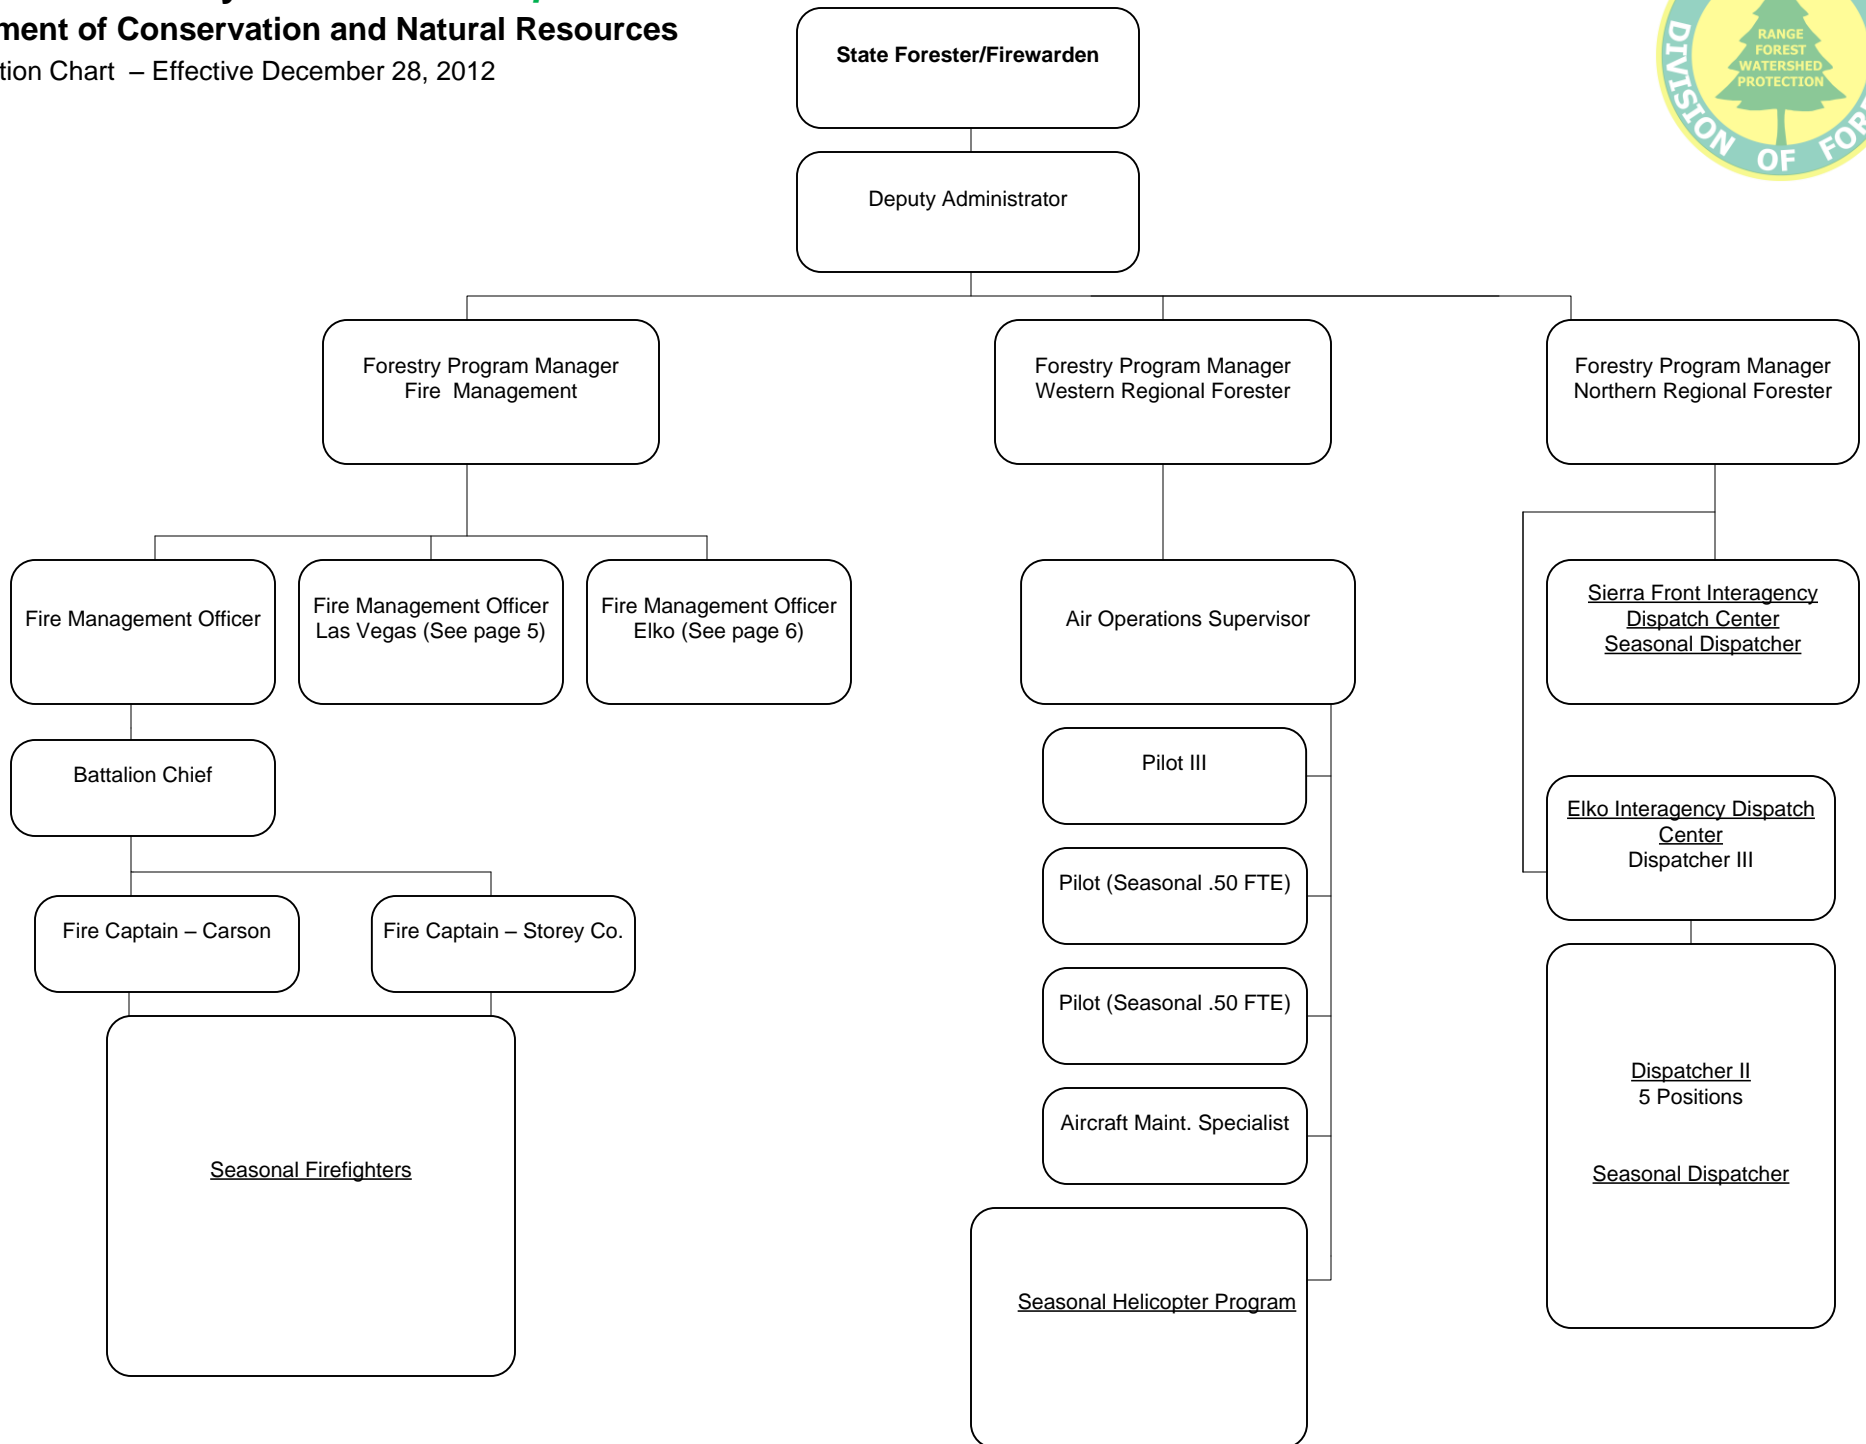 ment of Conservation and Natural Resources
tion Chart – Effective December 28, 2012
RANGE
FOREST
WATERSHED
PROTECTION
DIVISION OF FOR
State Forester/Firewarden
Deputy Administrator
Forestry Program Manager
Fire Management
Forestry Program Manager
Western Regional Forester
Forestry Program Manager
Northern Regional Forester
Fire Management Officer
Fire Management Officer
Las Vegas (See page 5)
Fire Management Officer
Elko (See page 6)
Air Operations Supervisor
Sierra Front Interagency
Dispatch Center
Seasonal Dispatcher
Battalion Chief
Pilot III
Elko Interagency Dispatch
Center
Dispatcher III
Fire Captain – Carson
Fire Captain – Storey Co.
Pilot (Seasonal .50 FTE)
Pilot (Seasonal .50 FTE)
Aircraft Maint. Specialist
Seasonal Helicopter Program
Seasonal Firefighters
Dispatcher II
5 Positions
Seasonal Dispatcher